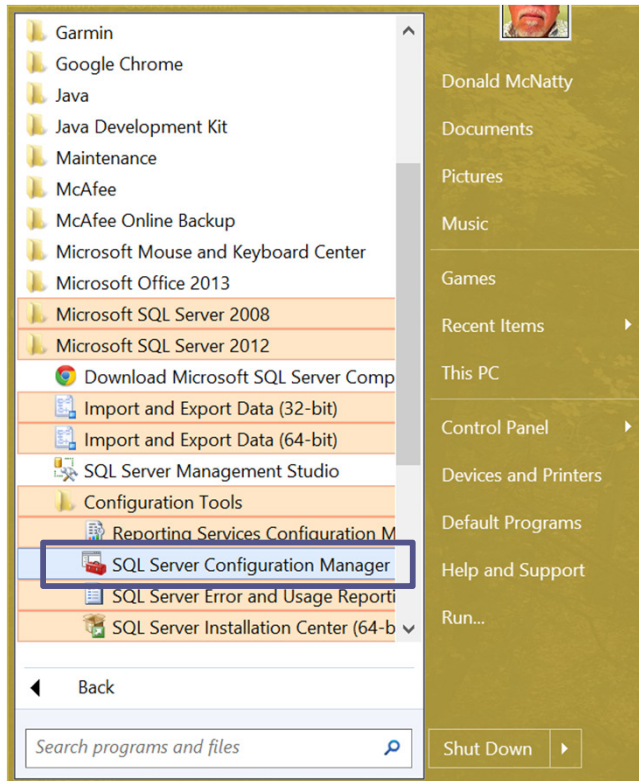 Garmin
Google Chrome
Java
Java Development Kit
Maintenance
McAfee
McAfee Online Backup
Microsoft Mouse and Keyboard Center
Microsoft Office 2013
Microsoft SQL Server 2008
Microsoft SQL Server 2012
Download Microsoft SQL Server Comp
Import and Export Data (32-bit)
Import and Export Data (64-bit)
SQL Server Management Studio
Configuration Tools
Reporting Services Configuration M
SQL Server Configuration Manager
SQL Server Error and Usage Reporti
SQL Server Installation Center (64-b
Back
Search programs and files
Donald McNatty
Documents
Pictures
Music
Games
Recent Items
This PC
Control Panel
Devices and Printers
Default Programs
Help and Support
Run...
Shut Down